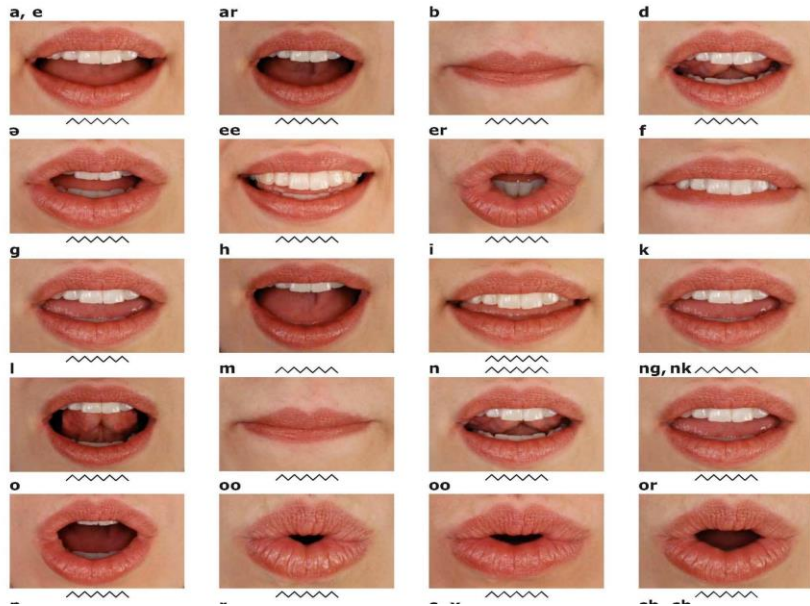 a, e ar b d
ə ee er f
g h i k
l m n ng, nk
o oo oo or